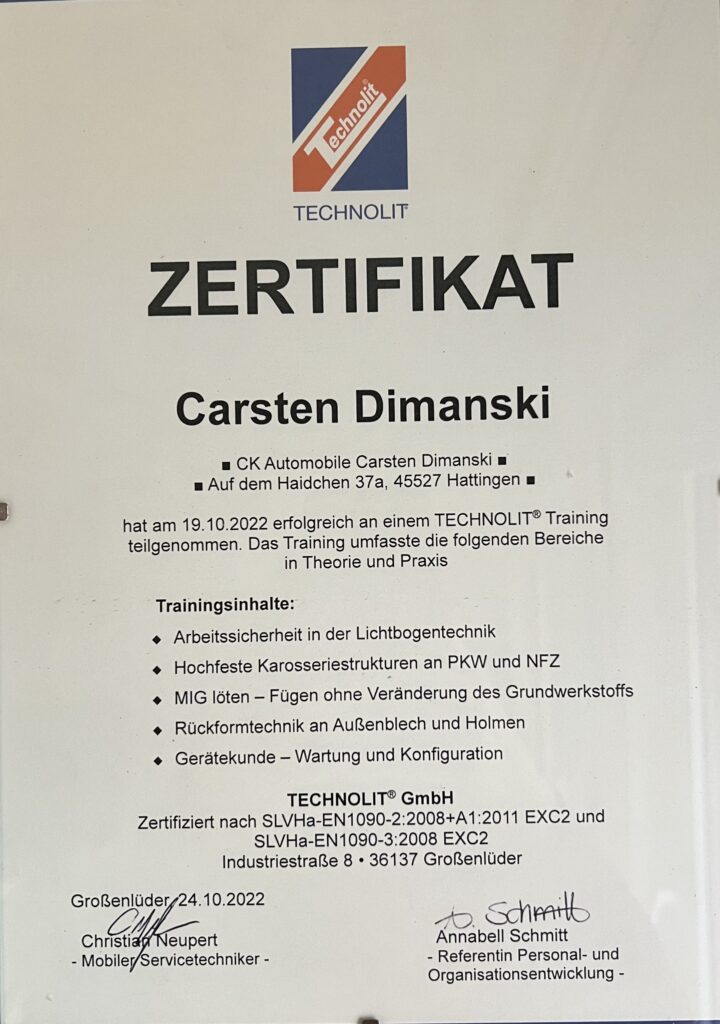 Technolit®
TECHNOLIT®
ZERTIFIKAT
Carsten Dimanski
■ CK Automobile Carsten Dimanski ■
■ Auf dem Haidchen 37a, 45527 Hattingen ■
hat am 19.10.2022 erfolgreich an einem TECHNOLIT® Training
teilgenommen. Das Training umfasste die folgenden Bereiche
in Theorie und Praxis
Trainingsinhalte:
◆ Arbeitssicherheit in der Lichtbogentechnik
◆ Hochfeste Karosseriestrukturen an PKW und NFZ
◆ MIG löten – Fügen ohne Veränderung des Grundwerkstoffs
◆ Rückformtechnik an Außenblech und Holmen
◆ Gerätekunde – Wartung und Konfiguration
TECHNOLIT® GmbH
Zertifiziert nach SLVHa-EN1090-2:2008+A1:2011 EXC2 und
SLVHa-EN1090-3:2008 EXC2
Industriestraße 8 • 36137 Großenlüder
Großenlüder, 24.10.2022
Christian Neupert
- Mobiler Servicetechniker -
A. Schmitt
Annabell Schmitt
- Referentin Personal- und
Organisationsentwicklung -